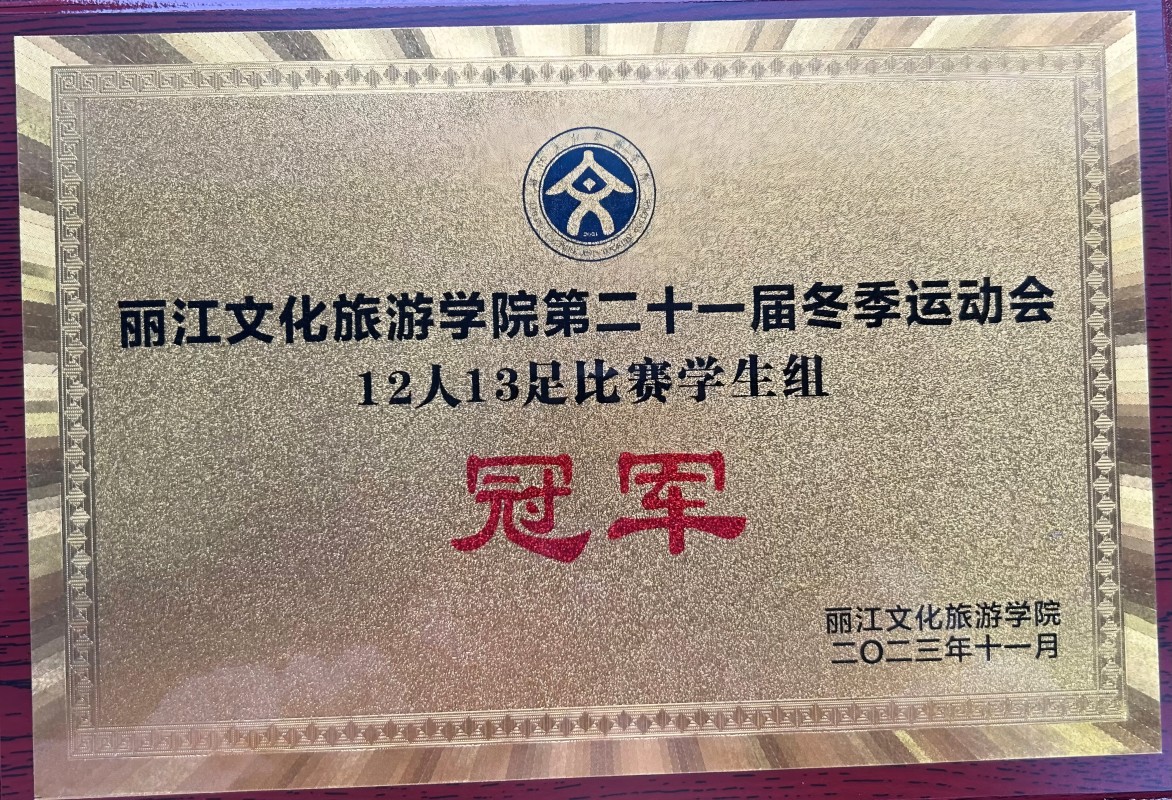 丽江文化旅游学院第二十一届冬季运动会
12人13足比赛学生组
冠军
丽江文化旅游学院
二〇二三年十一月